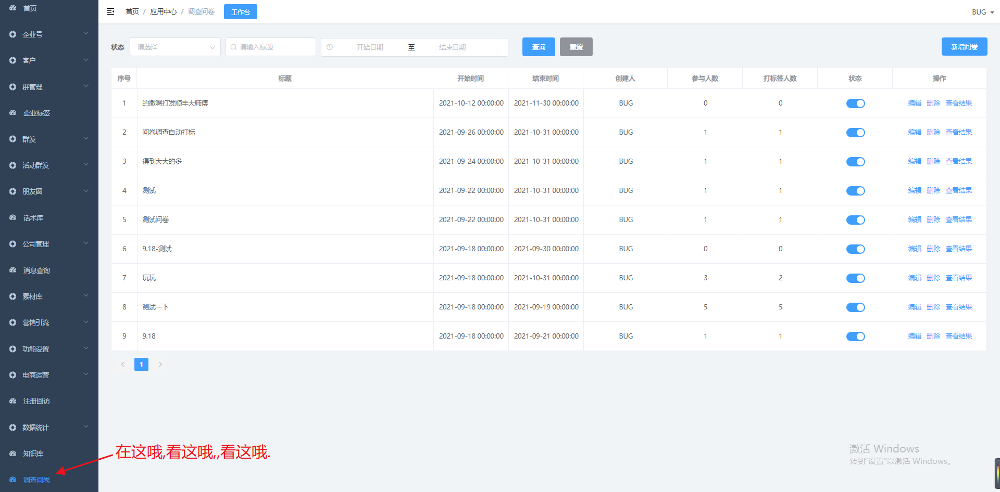 首页
企业号
客户
群管理
企业标签
群发
活动群发
朋友圈
话术库
公司管理
消息查询
素材库
营销引流
功能设置
电商运营
注册回访
数据统计
知识库
调查问卷
首页 / 应用中心 / 调查问卷 工作台 BUG
状态 请选择 请输入标题 开始日期 至 结束日期 查询 重置 新增问卷
序号 标题 开始时间 结束时间 创建人 参与人数 打标签人数 状态 操作
1 的撒啊打发顺丰大师傅 2021-10-12 00:00:00 2021-11-30 00:00:00 BUG 0 0 编辑 删除 查看结果
2 问卷调查自动打标 2021-09-26 00:00:00 2021-10-31 00:00:00 BUG 1 1 编辑 删除 查看结果
3 得到大大的多 2021-09-24 00:00:00 2021-10-31 00:00:00 BUG 1 1 编辑 删除 查看结果
4 测试 2021-09-22 00:00:00 2021-10-31 00:00:00 BUG 1 1 编辑 删除 查看结果
5 测试问卷 2021-09-22 00:00:00 2021-10-31 00:00:00 BUG 1 1 编辑 删除 查看结果
6 9.18-测试 2021-09-18 00:00:00 2021-09-30 00:00:00 BUG 0 0 编辑 删除 查看结果
7 玩玩 2021-09-18 00:00:00 2021-10-31 00:00:00 BUG 3 2 编辑 删除 查看结果
8 测试一下 2021-09-18 00:00:00 2021-09-19 00:00:00 BUG 5 5 编辑 删除 查看结果
9 9.18 2021-09-18 00:00:00 2021-09-21 00:00:00 BUG 1 1 编辑 删除 查看结果
1
在这哦,看这哦,,看这哦.
激活 Windows
转到“设置”以激活 Windows。